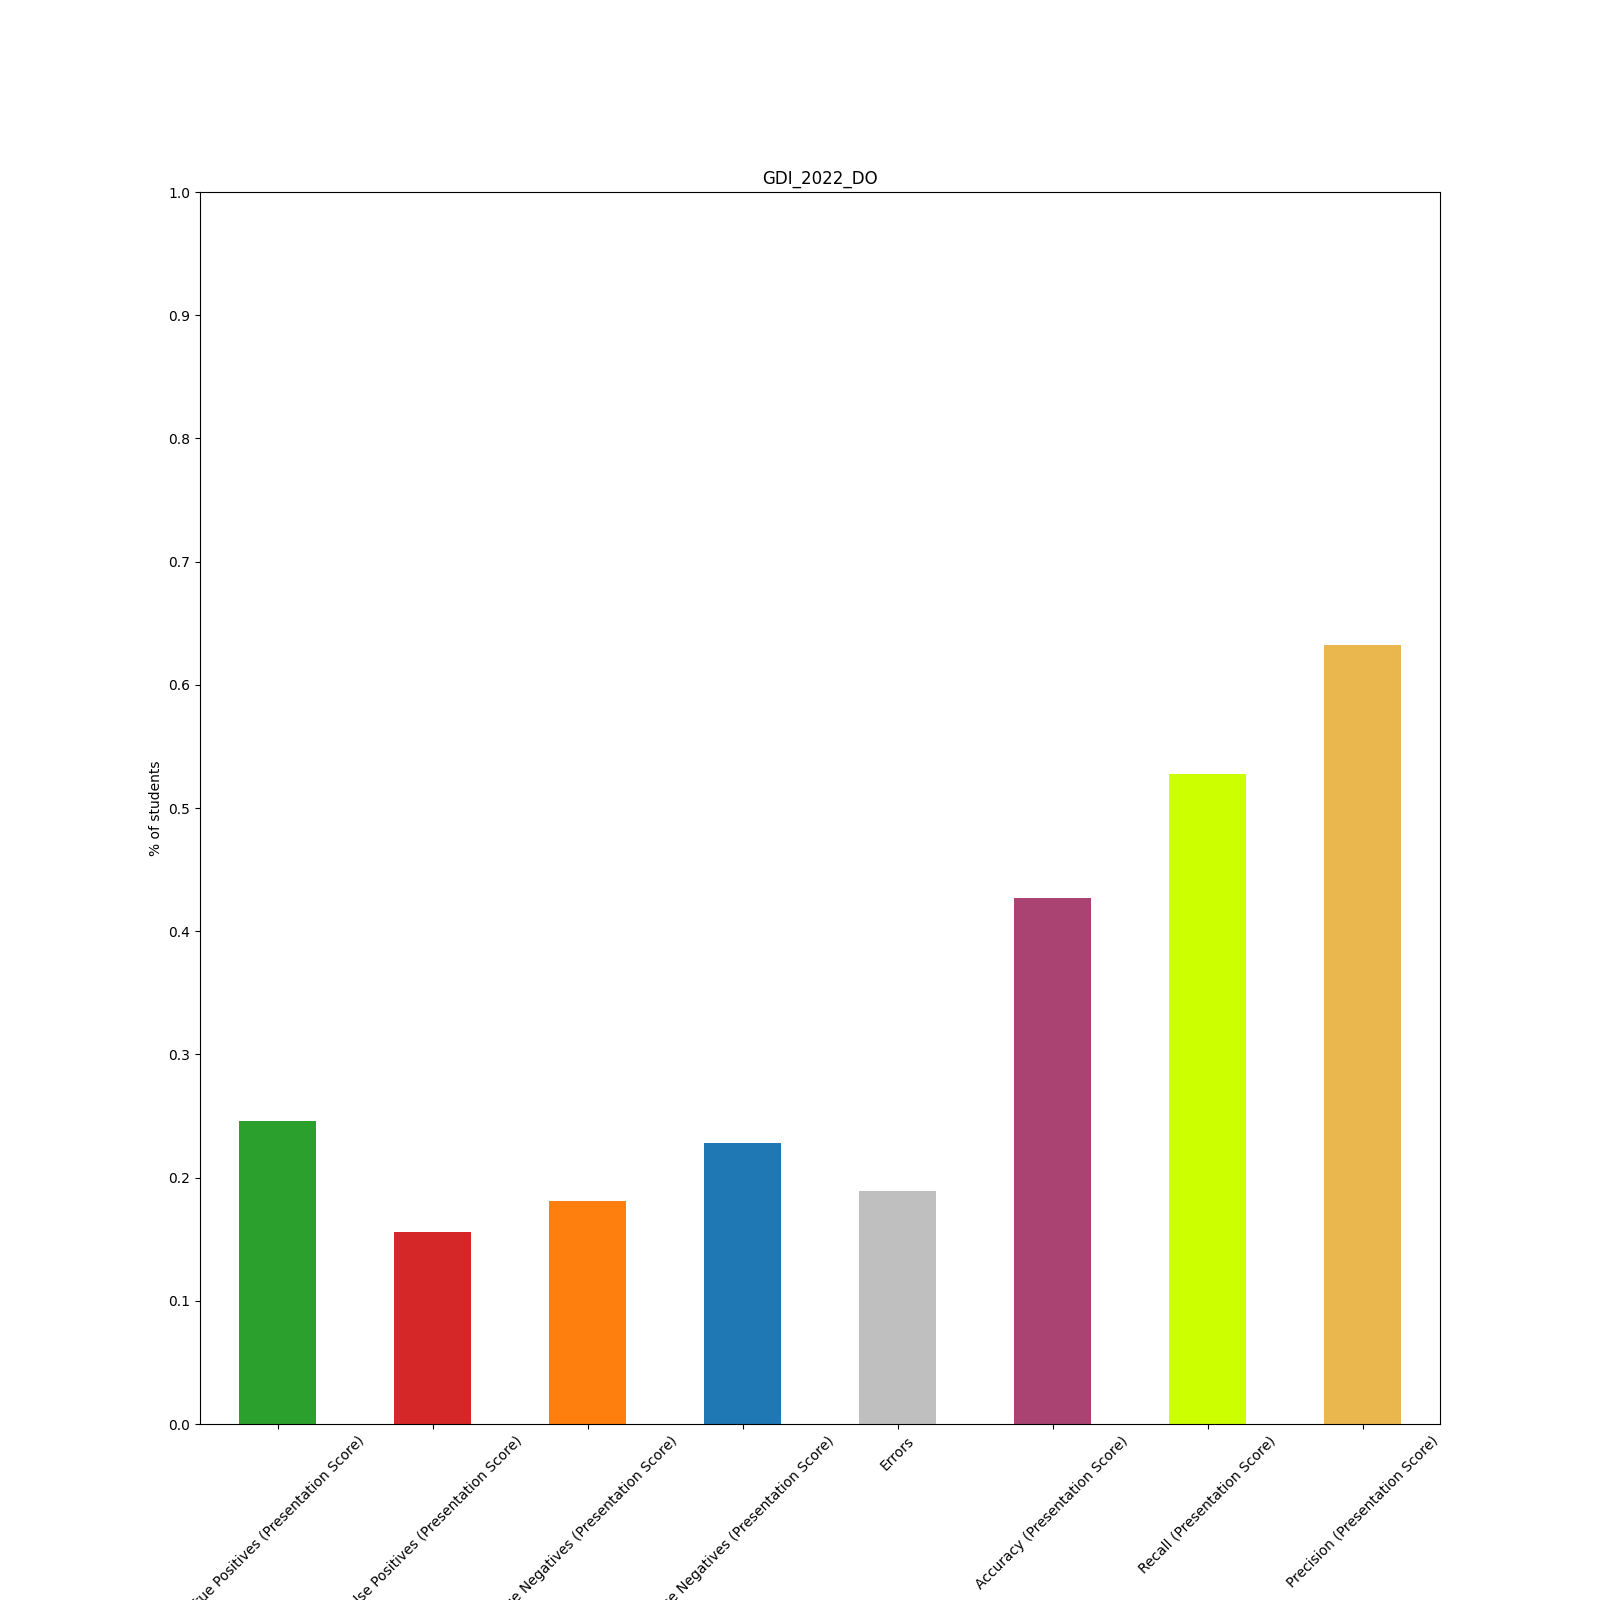 GDI_2022_DO
1.0
0.9
0.8
0.7
0.6
0.5
0.4
0.3
0.2
0.1
0.0
% of students
Positives (Presentation Score)
Positives (Presentation Score)
Negatives (Presentation Score)
Negatives (Presentation Score)
Errors
Accuracy (Presentation Score)
Recall (Presentation Score)
Precision (Presentation Score)